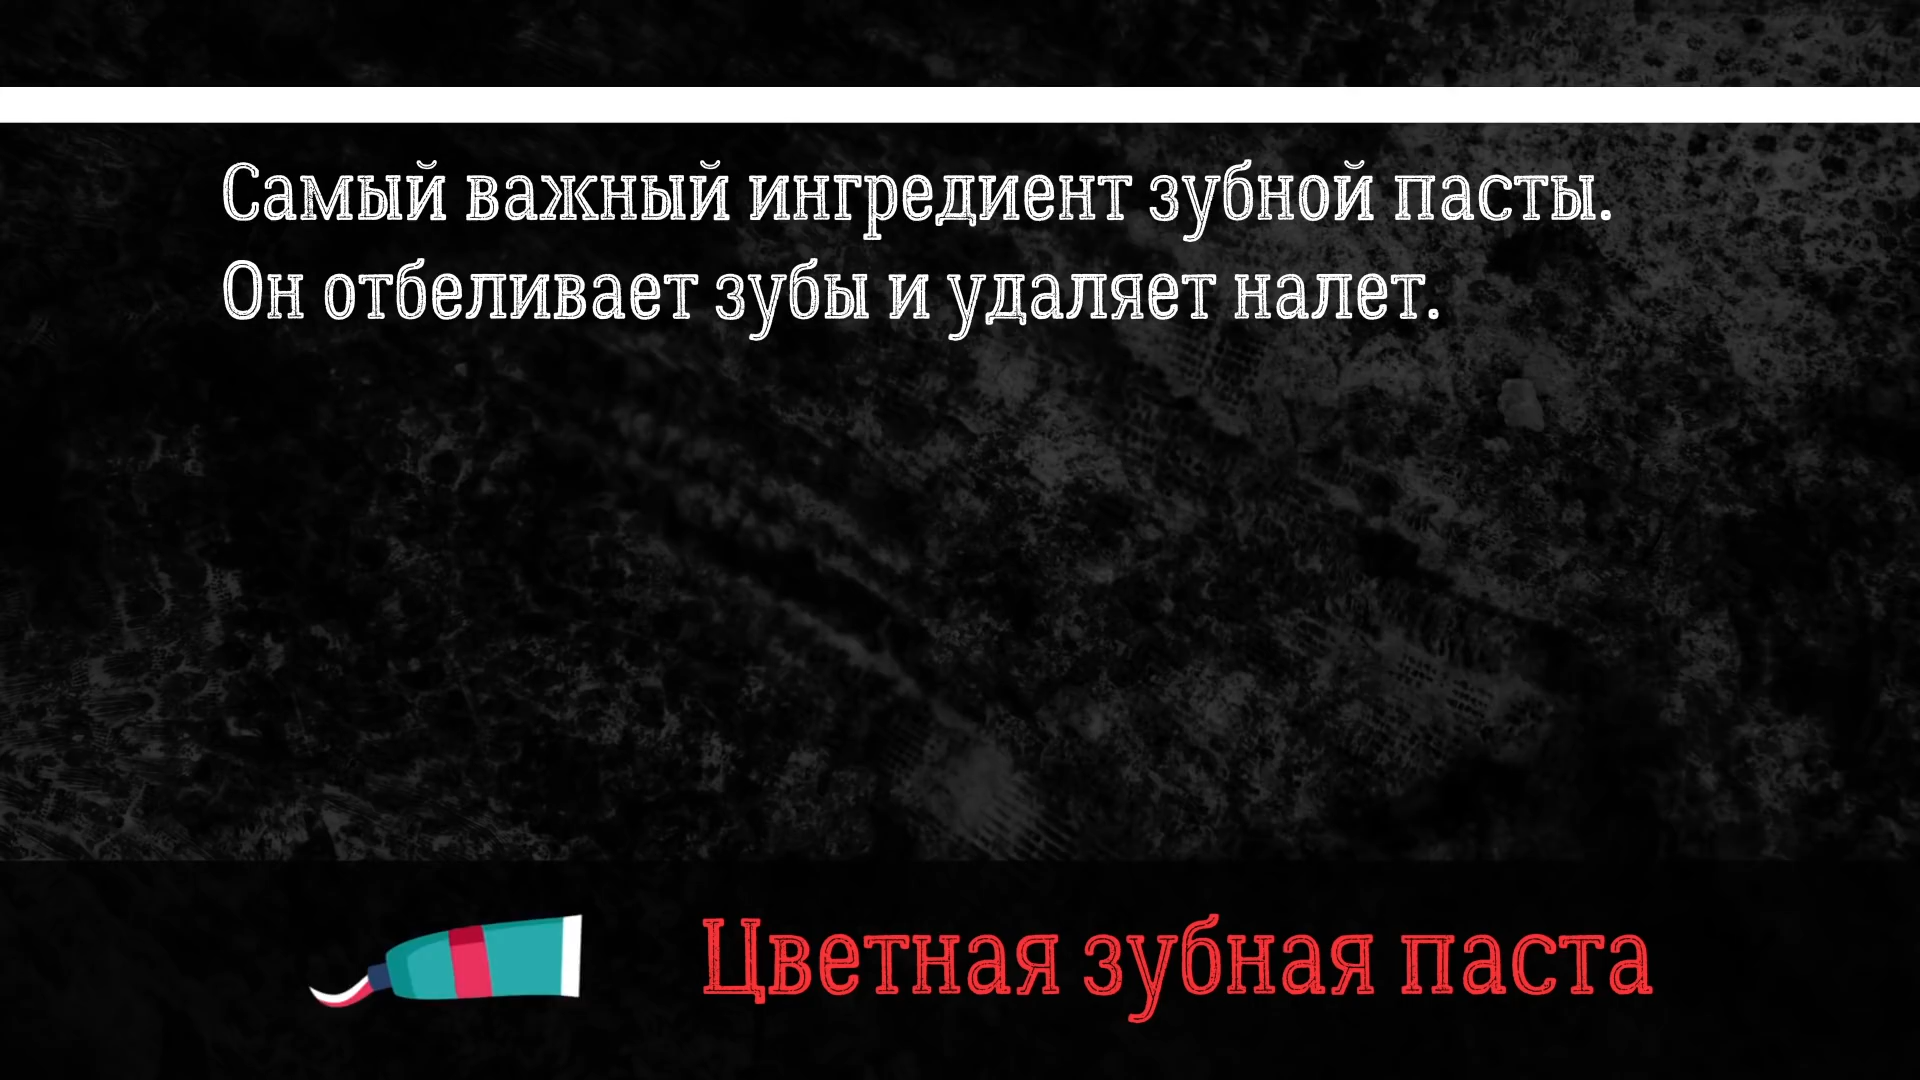 Самый важный ингредиент зубной пасты.
Он отбеливает зубы и удаляет налет.
Цветная зубная паста